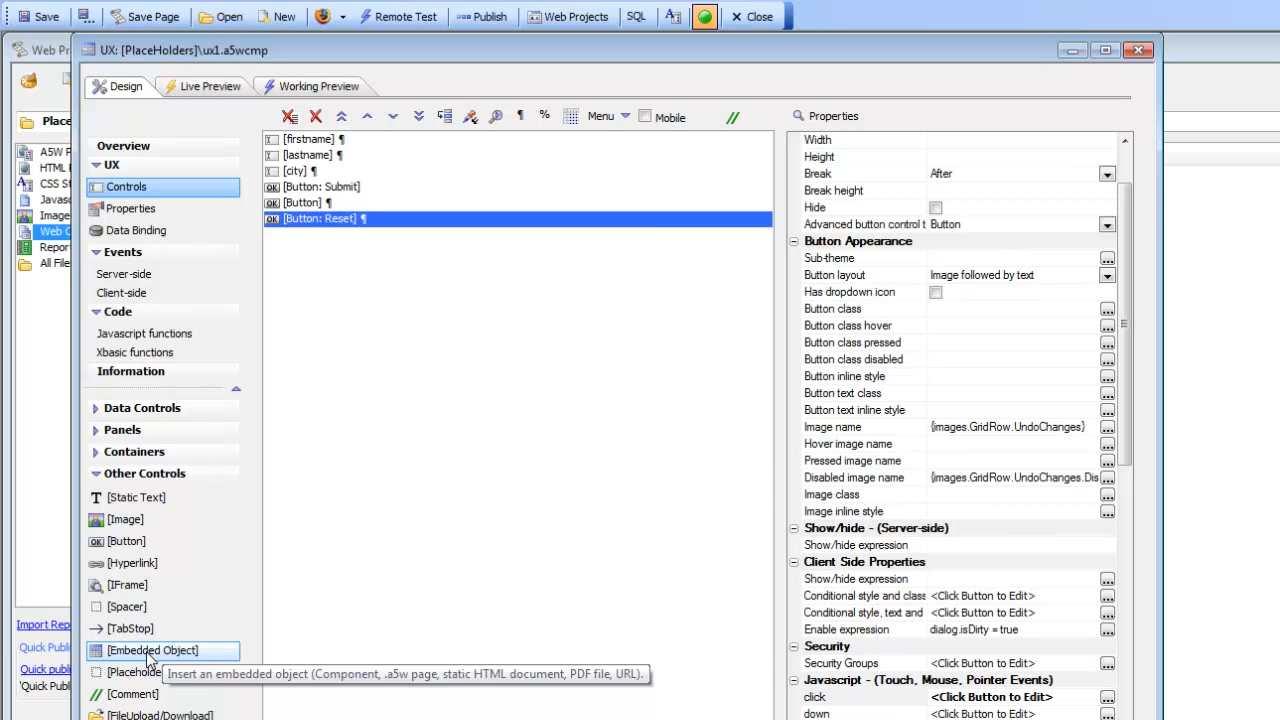 Save Save Page Open New Remote Test Publish Web Projects SQL Close
Web Pr
UX: [PlaceHolders]\ux1.a5wcmp
Design Live Preview Working Preview
Menu Mobile
Properties
Place
A5W P
HTML
CSS St
Javasc
Image
Web C
Report
All File
Import Rep
Quick Publi
Quick publi
'Quick Pub
Overview
UX
Controls
Properties
Data Binding
Events
Server-side
Client-side
Code
Javascript functions
Xbasic functions
Information
Data Controls
Panels
Containers
Other Controls
[Static Text]
[Image]
[Button]
[Hyperlink]
[IFrame]
[Spacer]
[TabStop]
[Embedded Object]
[Placeholde
[Comment]
[FileUpload/Download]
Insert an embedded object (Component, .a5w page, static HTML document, PDF file, URL).
[firstname] ¶
[lastname] ¶
[city] ¶
[Button: Submit]
[Button] ¶
[Button: Reset] ¶
Width
Height
Break After
Break height
Hide
Advanced button control t Button
Button Appearance
Sub-theme
Button layout Image followed by text
Has dropdown icon
Button class
Button class hover
Button class pressed
Button class disabled
Button inline style
Button text class
Button text inline style
Image name {images.GridRow.UndoChanges}
Hover image name
Pressed image name
Disabled image name {images.GridRow.UndoChanges.Dis
Image class
Image inline style
Show/hide - (Server-side)
Show/hide expression
Client Side Properties
Show/hide expression
Conditional style and class <Click Button to Edit>
Conditional style, text and <Click Button to Edit>
Enable expression dialog.isDirty = true
Security
Security Groups
Javascript - (Touch, Mouse, Pointer Events)
click <Click Button to Edit>
down <Click Button to Edit>